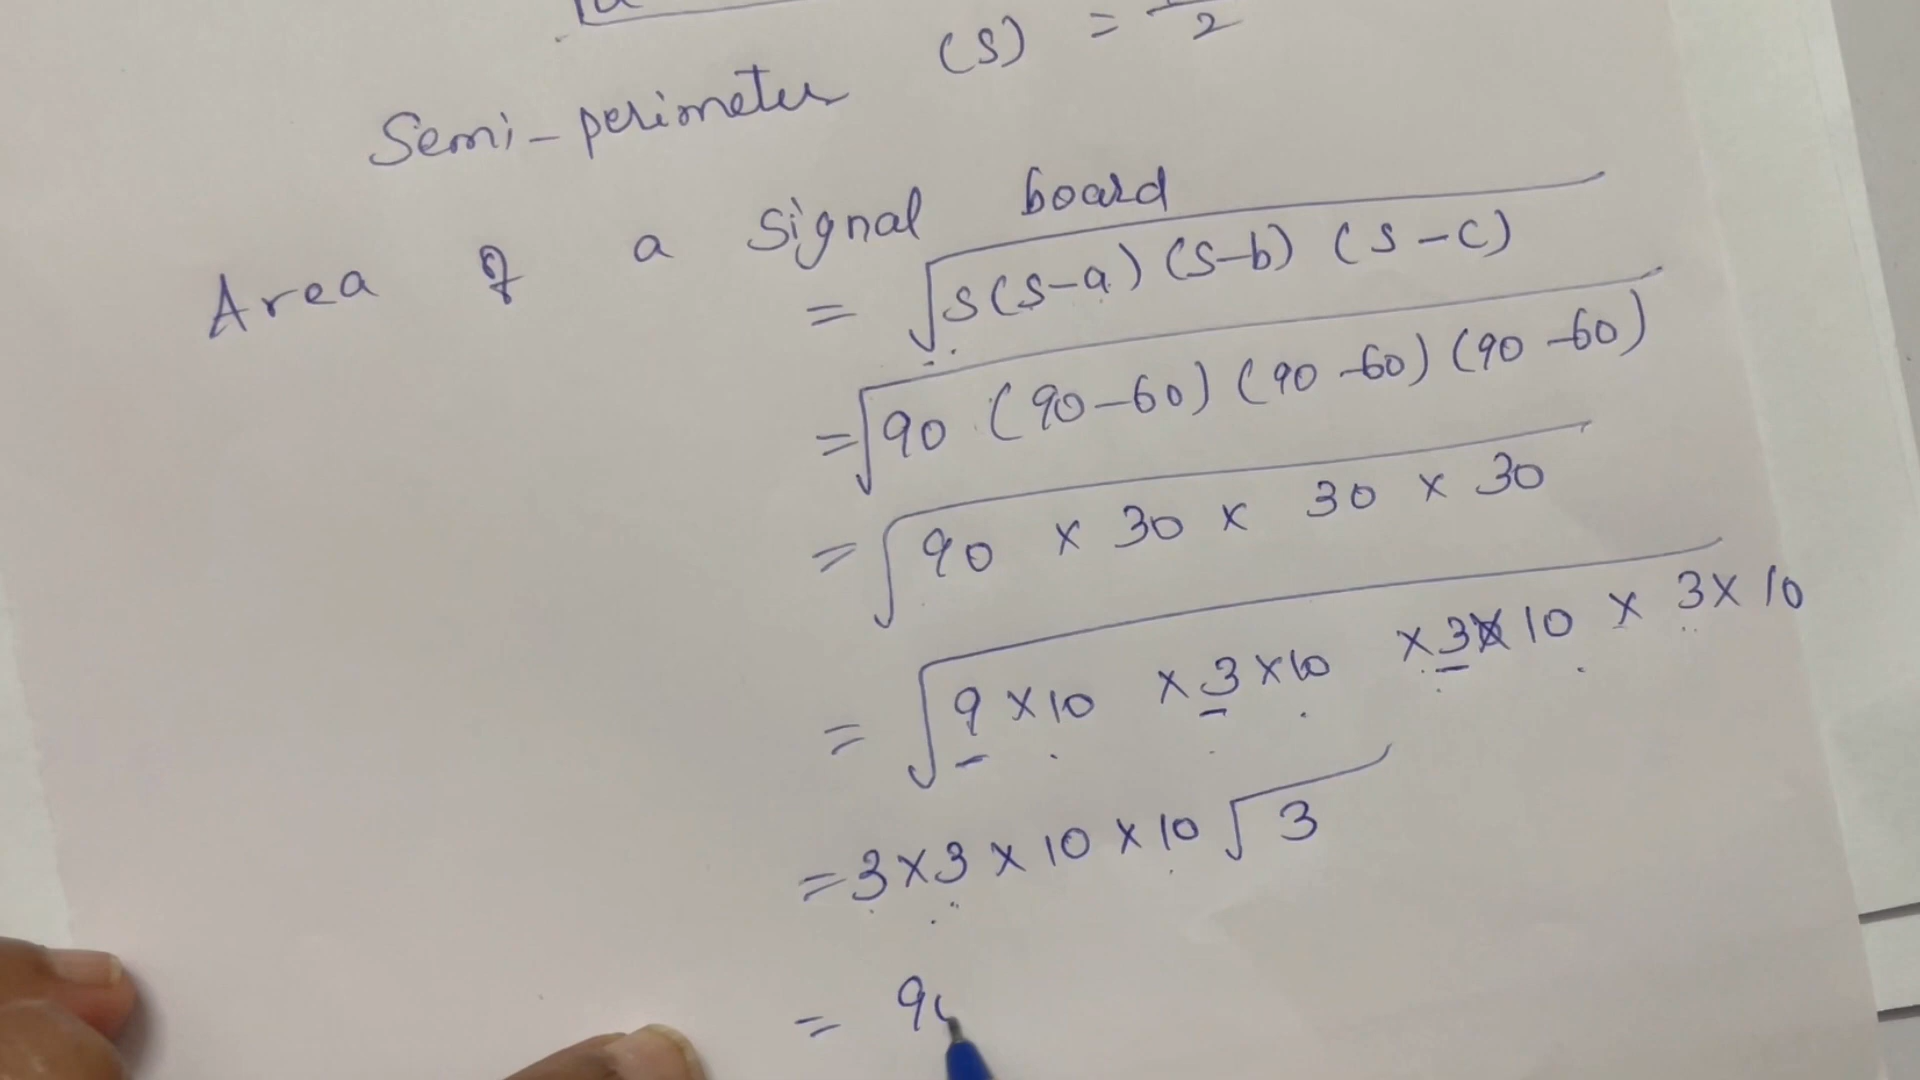 (S) = /2
Semi-perimeter
Area of a signal board
= √s(s-a) (s-b) (s-c)
= √90 (90-60) (90-60) (90-60)
= √90 × 30 × 30 × 30
= √9 × 10 × 3 × 10 × 3 × 10 × 3 × 10
= 3 × 3 × 10 × 10 √3
= 90